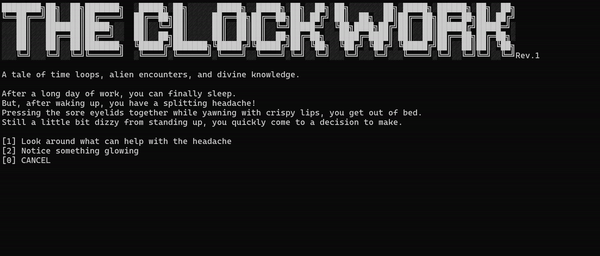 THE CLOCKWORK
Rev.1
A tale of time loops, alien encounters, and divine knowledge.
After a long day of work, you can finally sleep.
But, after waking up, you have a splitting headache!
Pressing the sore eyelids together while yawning with crispy lips, you get out of bed.
Still a little bit dizzy from standing up, you quickly come to a decision to make.
[1] Look around what can help with the headache
[2] Notice something glowing
[0] CANCEL